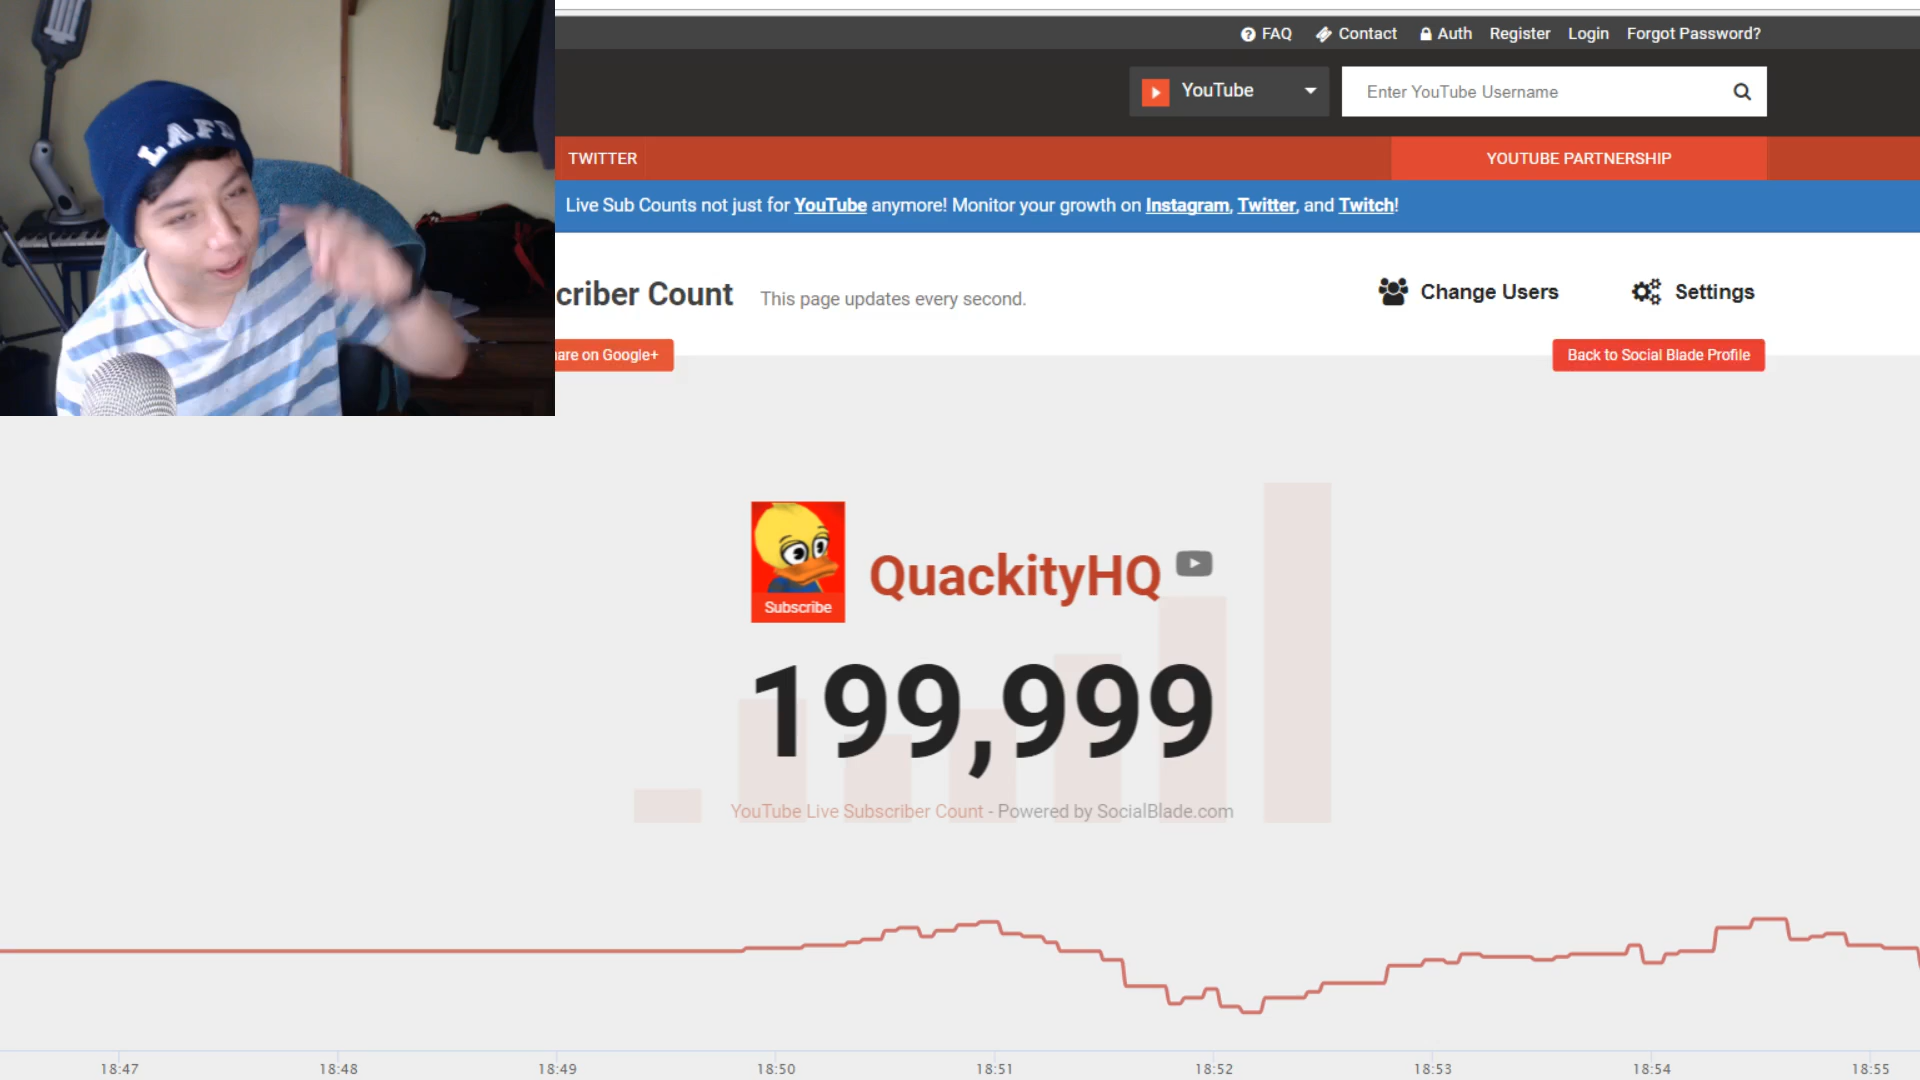 FAQ Contact Auth Register Login Forgot Password?
YouTube Enter YouTube Username
LAFD
TWITTER YOUTUBE PARTNERSHIP
Live Sub Counts not just for YouTube anymore! Monitor your growth on Instagram, Twitter, and Twitch!
criber Count This page updates every second. Change Users Settings
are on Google+ Back to Social Blade Profile
QuackityHQ
Subscribe
199,999
YouTube Live Subscriber Count - Powered by SocialBlade.com
18:47 18:48 18:49 18:50 18:51 18:52 18:53 18:54 18:55